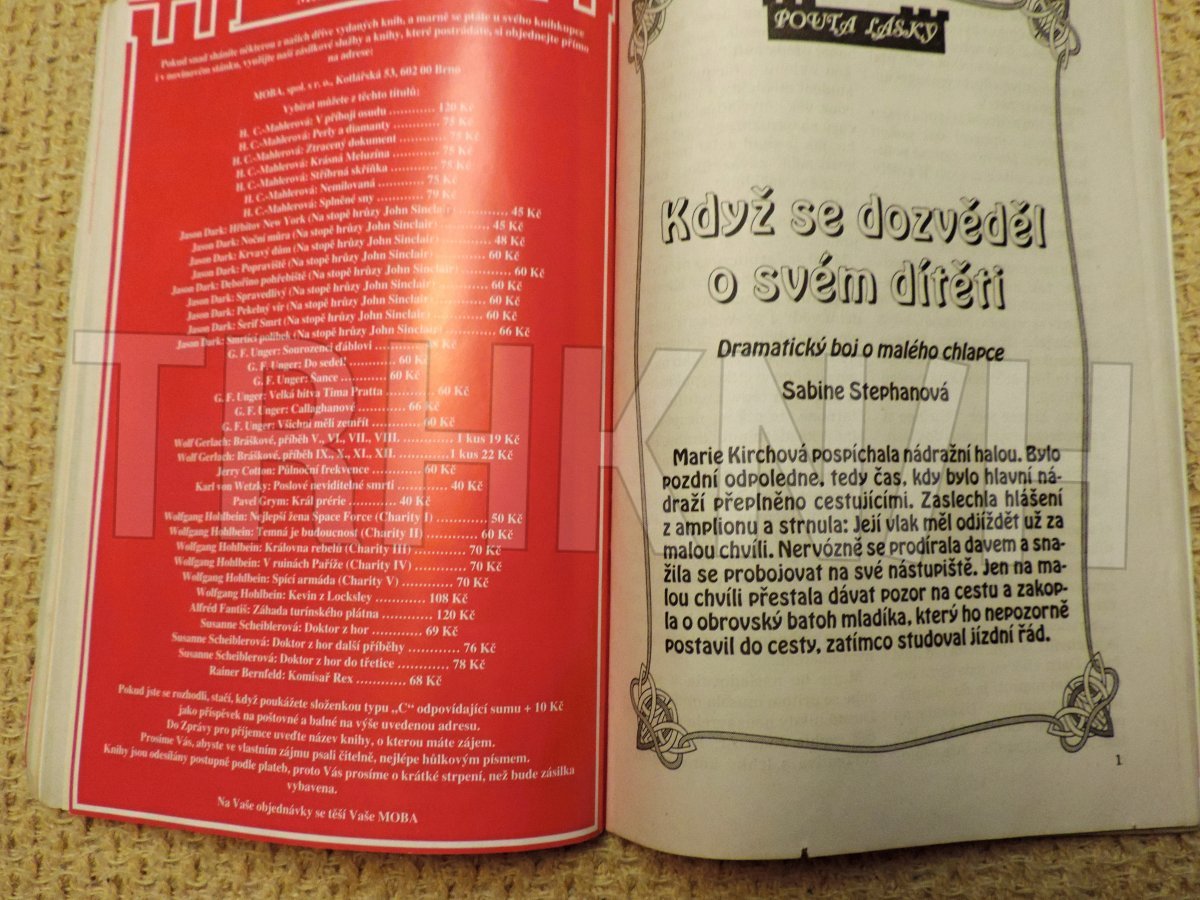 Pokud snad sháníte některou z našich dříve vydaných knih, a marně se ptáte u svého knihkupce
i v novinovém stánku, využijte naší zásilkové služby a knihy, které postrádáte, si objednejte přímo
na adrese:
MOBA, spol. s r. o., Kotlářská 53, 602 00 Brno
Vybírat můžete z těchto titulů:
H. C.-Mahlerová: V příboji osudu ............ 120 Kč
H. C.-Mahlerová: Perly a diamanty ............ 75 Kč
H. C.-Mahlerová: Ztracený dokument ............ 75 Kč
H. C.-Mahlerová: Krásná Meluzína ............ 75 Kč
H. C.-Mahlerová: Stříbrná skříňka ............ 75 Kč
H. C.-Mahlerová: Nemilovaná ............ 75 Kč
H. C.-Mahlerová: Splněné sny ............ 79 Kč
Jason Dark: Hřbitov New York (Na stopě hrůzy John Sinclair) ............ 45 Kč
Jason Dark: Noční můra (Na stopě hrůzy John Sinclair) ............ 45 Kč
Jason Dark: Krvavý dům (Na stopě hrůzy John Sinclair) ............ 48 Kč
Jason Dark: Popraviště (Na stopě hrůzy John Sinclair) ............ 60 Kč
Jason Dark: Debořino pohřebiště (Na stopě hrůzy John Sinclair) ............ 60 Kč
Jason Dark: Spravedlivý (Na stopě hrůzy John Sinclair) ............ 60 Kč
Jason Dark: Pekelný vír (Na stopě hrůzy John Sinclair) ............ 60 Kč
Jason Dark: Šerif Smrt (Na stopě hrůzy John Sinclair) ............ 60 Kč
Jason Dark: Smrtící polibek (Na stopě hrůzy John Sinclair) ............ 66 Kč
G. F. Unger: Sourozenci ďáblovi ............ Kč
G. F. Unger: Do sedel! ............ 60 Kč
G. F. Unger: Šance ............ 60 Kč
G. F. Unger: Velká bitva Tima Pratta ............ 60 Kč
G. F. Unger: Callaghanové ............ 66 Kč
G. F. Unger: Všichni měli zemřít ............ 60 Kč
Wolf Gerlach: Bráškové, příběh V., VI., VII., VIII. ............ 1 kus 19 Kč
Wolf Gerlach: Bráškové, příběh IX., X., XI., XII. ............ 1 kus 22 Kč
Jerry Cotton: Půlnoční frekvence ............ 60 Kč
Karl von Wetzky: Poslové neviditelné smrti ............ 40 Kč
Pavel Grym: Král prérie ............ 40 Kč
Wolfgang Hohlbein: Nejlepší žena Space Force (Charity I) ............ 50 Kč
Wolfgang Hohlbein: Temná je budoucnost (Charity II) ............ 60 Kč
Wolfgang Hohlbein: Královna rebelů (Charity III) ............ 70 Kč
Wolfgang Hohlbein: V ruinách Paříže (Charity IV) ............ 70 Kč
Wolfgang Hohlbein: Spící armáda (Charity V) ............ 70 Kč
Wolfgang Hohlbein: Kevin z Locksley ............ 108 Kč
Alfréd Fantiš: Záhada turínského plátna ............ 120 Kč
Susanne Scheiblerová: Doktor z hor ............ 69 Kč
Susanne Scheiblerová: Doktor z hor další příběhy ............ 76 Kč
Susanne Scheiblerová: Doktor z hor do třetice ............ 78 Kč
Rainer Bernfeld: Komisař Rex ............ 68 Kč
Pokud jste se rozhodli, stačí, když poukážete složenkou typu „C“ odpovídající sumu + 10 Kč
jako příspěvek na poštovné a balné na výše uvedenou adresu.
Do Zprávy pro příjemce uveďte název knihy, o kterou máte zájem.
Prosíme Vás, abyste ve vlastním zájmu psali čitelně, nejlépe hůlkovým písmem.
Knihy jsou odesílány postupně podle plateb, proto Vás prosíme o krátké strpení, než bude zásilka
vybavena.
Na Vaše objednávky se těší Vaše MOBA
POUTA LÁSKY
Když se dozvěděl
o svém dítěti
Dramatický boj o malého chlapce
Sabine Stephanová
Marie Kirchová pospíchala nádražní halou. Bylo
pozdní odpoledne, tedy čas, kdy bylo hlavní ná-
draží přeplněno cestujícími. Zaslechla hlášení
z amplionu a strnula: Její vlak měl odjíždět už za
malou chvíli. Nervózně se prodírala davem a sna-
žila se probojovat na své nástupiště. Jen na ma-
lou chvíli přestala dávat pozor na cestu a zakop-
la o obrovský batoh mladíka, který ho nepozorně
postavil do cesty, zatímco studoval jízdní řád.
1
TRHKNIH